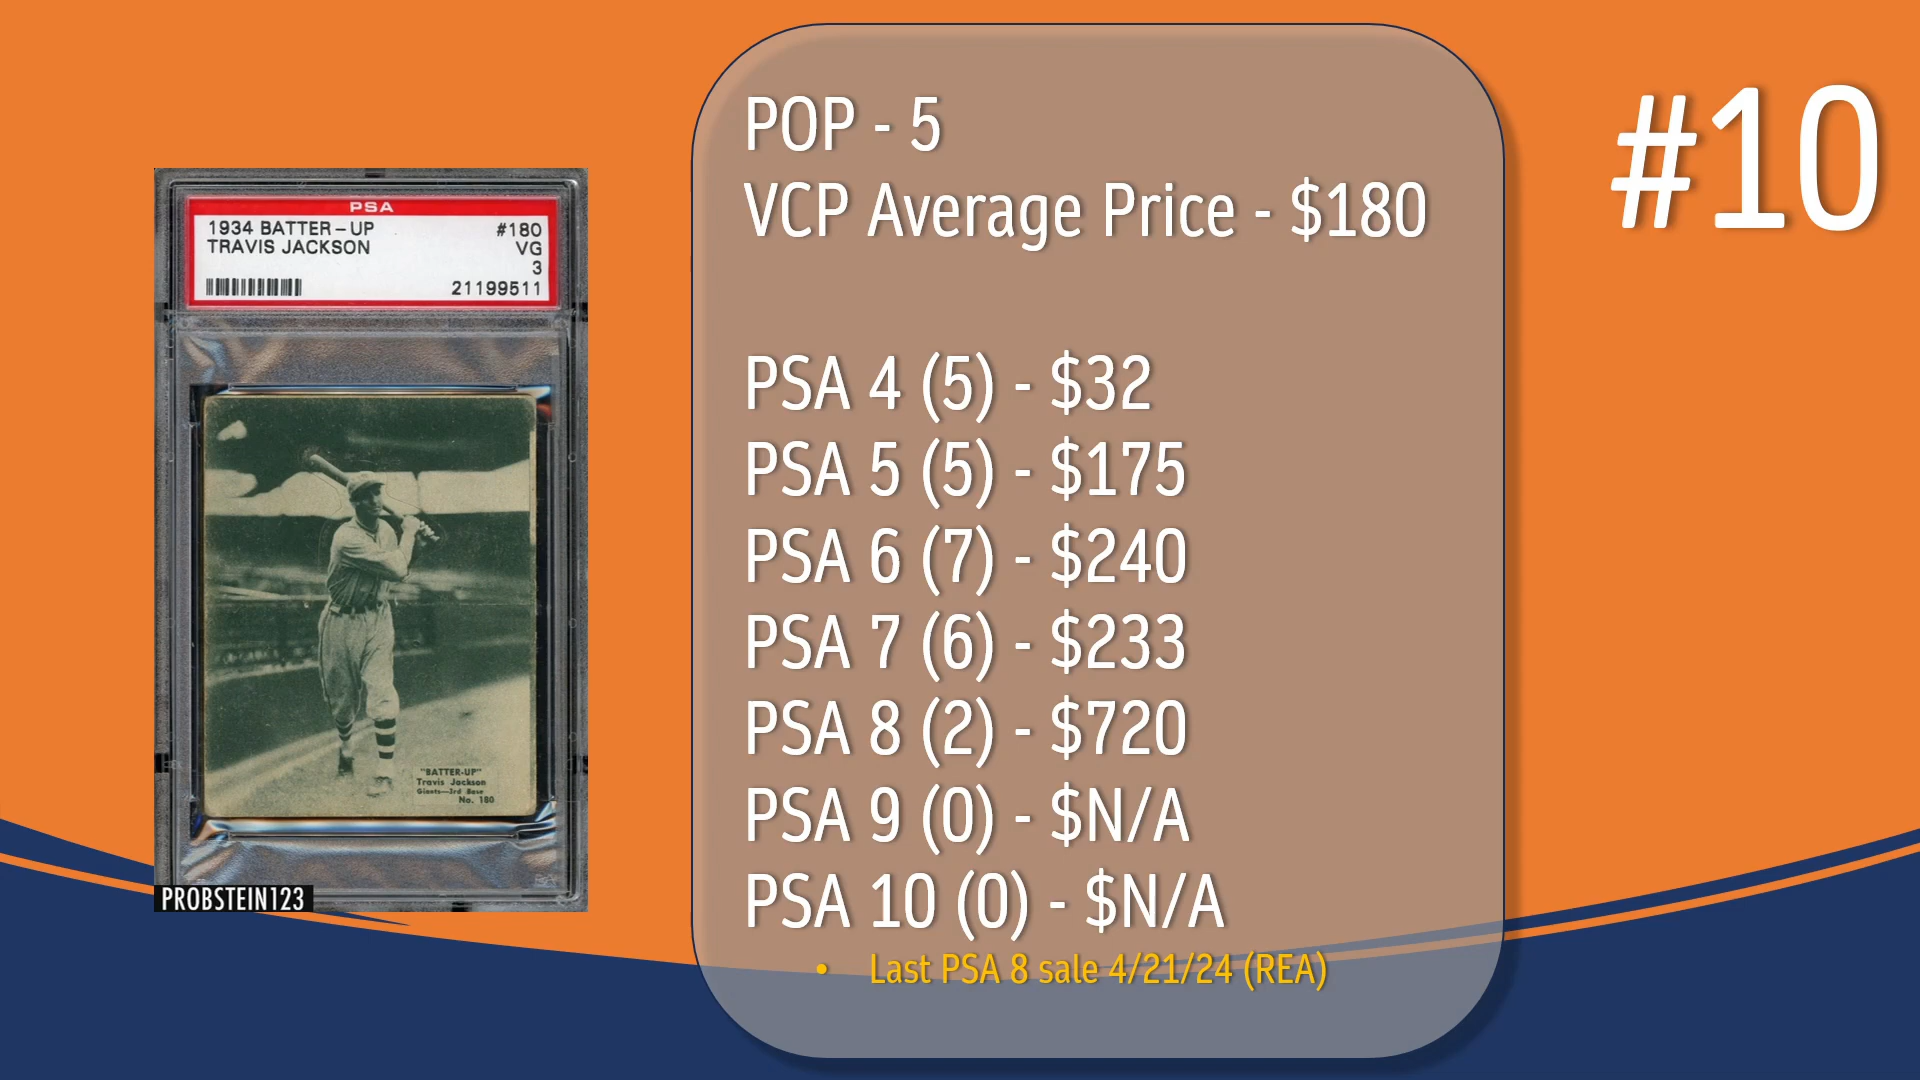 #10
PSA
1934 BATTER-UP #180
TRAVIS JACKSON VG
3
21199511
"BATTER-UP"
Travis Jackson
Giants—3rd Base
No. 180
PROBSTEIN123
POP - 5
VCP Average Price - $180
PSA 4 (5) - $32
PSA 5 (5) - $175
PSA 6 (7) - $240
PSA 7 (6) - $233
PSA 8 (2) - $720
PSA 9 (0) - $N/A
PSA 10 (0) - $N/A
• Last PSA 8 sale 4/21/24 (REA)